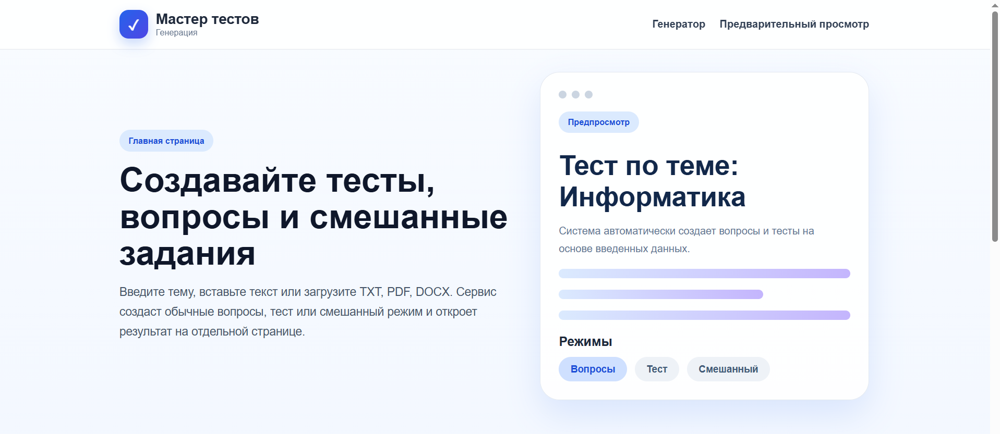 Мастер тестов
Генерация
Генератор
Предварительный просмотр
Главная страница
Создавайте тесты,
вопросы и смешанные
задания
Введите тему, вставьте текст или загрузите TXT, PDF, DOCX. Сервис
создаст обычные вопросы, тест или смешанный режим и откроет
результат на отдельной странице.
Предпросмотр
Тест по теме:
Информатика
Система автоматически создает вопросы и тесты на
основе введенных данных.
Режимы
Вопросы
Тест
Смешанный